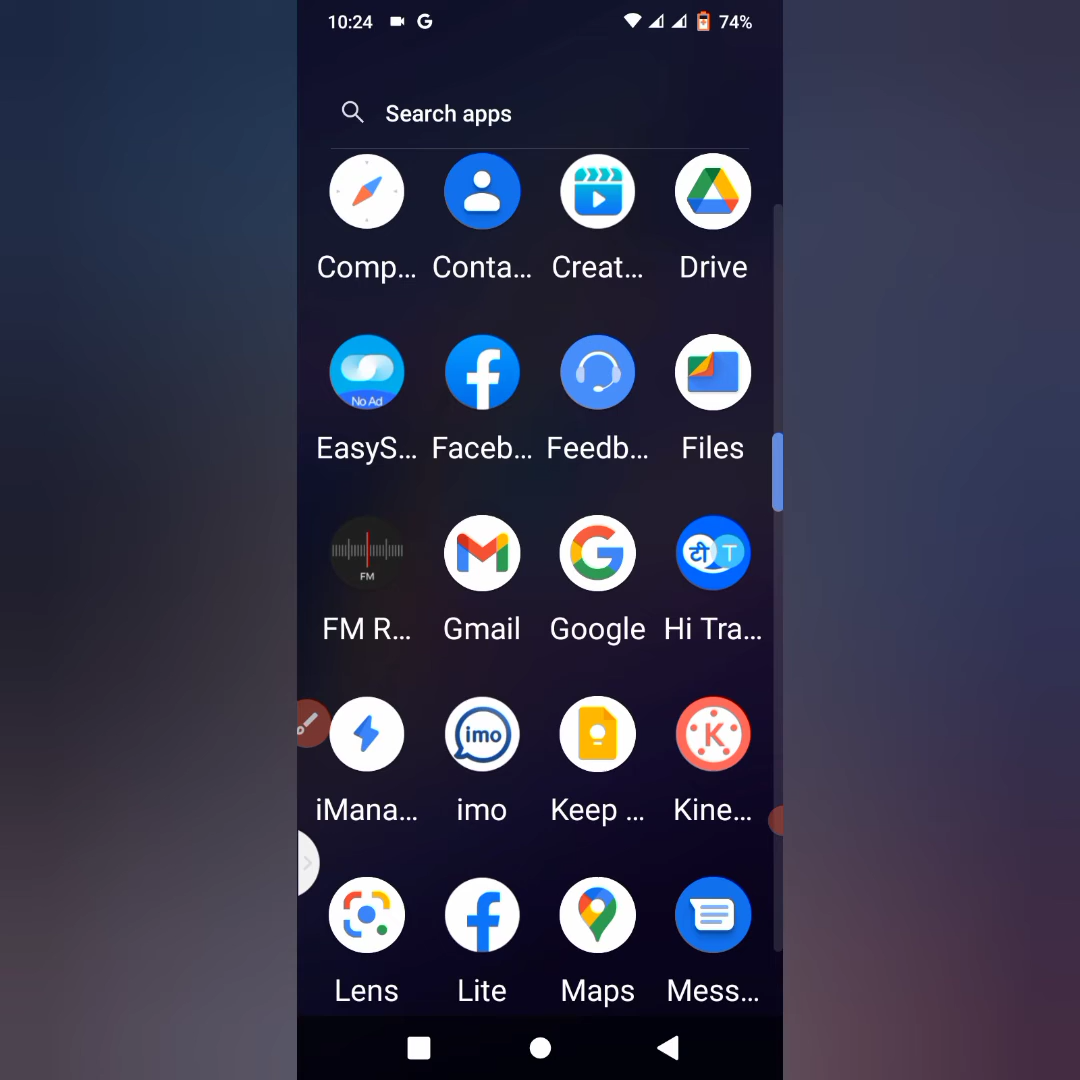 10:24 G 74%
Search apps
Comp... Conta... Creat... Drive
No Ad
EasyS... Faceb... Feedb... Files
FM टी T
FM R... Gmail Google Hi Tra...
imo K
iMana... imo Keep ... Kine...
Lens Lite Maps Mess...